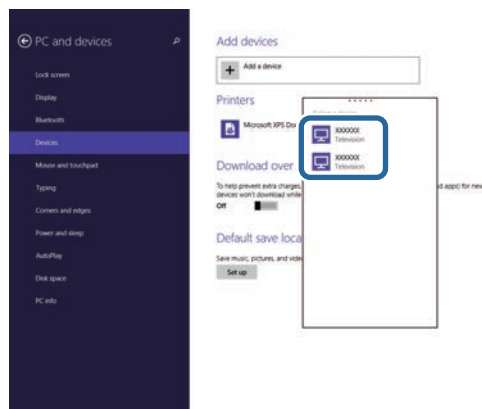 PC and devices
Lock screen
Display
Bluetooth
Devices
Mouse and touchpad
Typing
Corners and edges
Power and sleep
AutoPlay
Disk space
PC info
Add devices
Add a device
Printers
Microsoft XPS Doc
XXXXXX
Television
XXXXXX
Television
Download over
To help prevent extra charges,
d apps) for new
devices won't download while
Off
Default save loca
Save music, pictures, and video
Set up